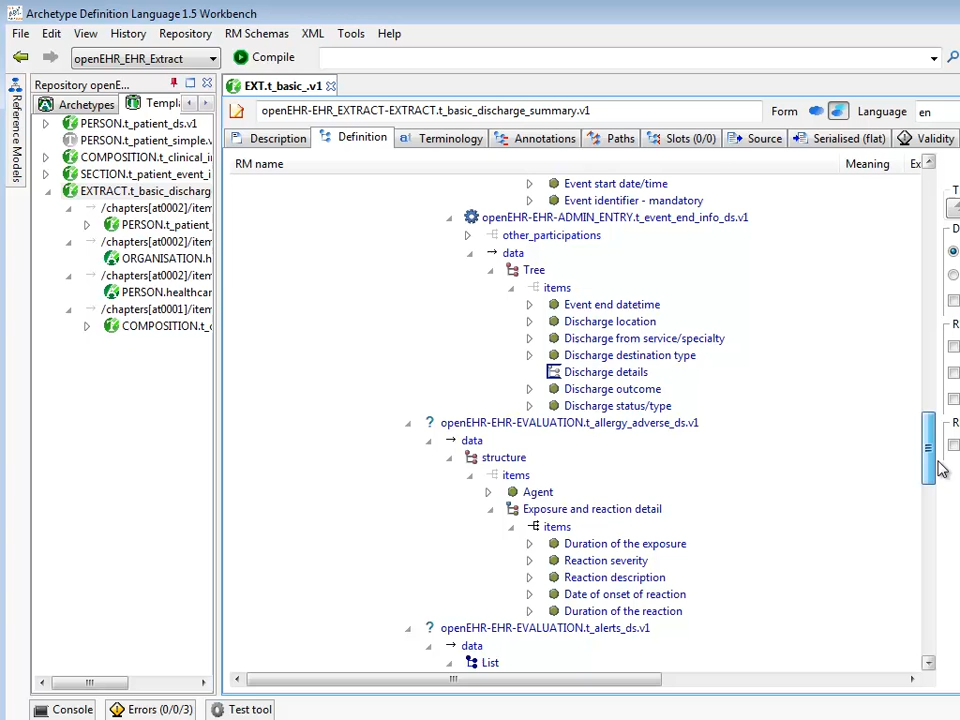 Archetype Definition Language 1.5 Workbench
File Edit View History Repository RM Schemas XML Tools Help
openEHR_EHR_Extract Compile
Repository openE...
EXT.t_basic_.v1
Archetypes Templ
openEHR-EHR_EXTRACT-EXTRACT.t_basic_discharge_summary.v1 Form Language en
Reference Models
PERSON.t_patient_ds.v1
PERSON.t_patient_simple.v
COMPOSITION.t_clinical_i
SECTION.t_patient_event_i
EXTRACT.t_basic_discharg
/chapters[at0002]/item
PERSON.t_patient_
/chapters[at0002]/item
ORGANISATION.h
/chapters[at0002]/item
PERSON.healthcar
/chapters[at0001]/item
COMPOSITION.t_
Description Definition Terminology Annotations Paths Slots (0/0) Source Serialised (flat) Validity
RM name Meaning Ex
Event start date/time
Event identifier - mandatory
openEHR-EHR-ADMIN_ENTRY.t_event_end_info_ds.v1
other_participations
data
Tree
items
Event end datetime
Discharge location
Discharge from service/specialty
Discharge destination type
Discharge details
Discharge outcome
Discharge status/type
openEHR-EHR-EVALUATION.t_allergy_adverse_ds.v1
data
structure
items
Agent
Exposure and reaction detail
items
Duration of the exposure
Reaction severity
Reaction description
Date of onset of reaction
Duration of the reaction
openEHR-EHR-EVALUATION.t_alerts_ds.v1
data
List
T
D
R
R
Console Errors (0/0/3) Test tool